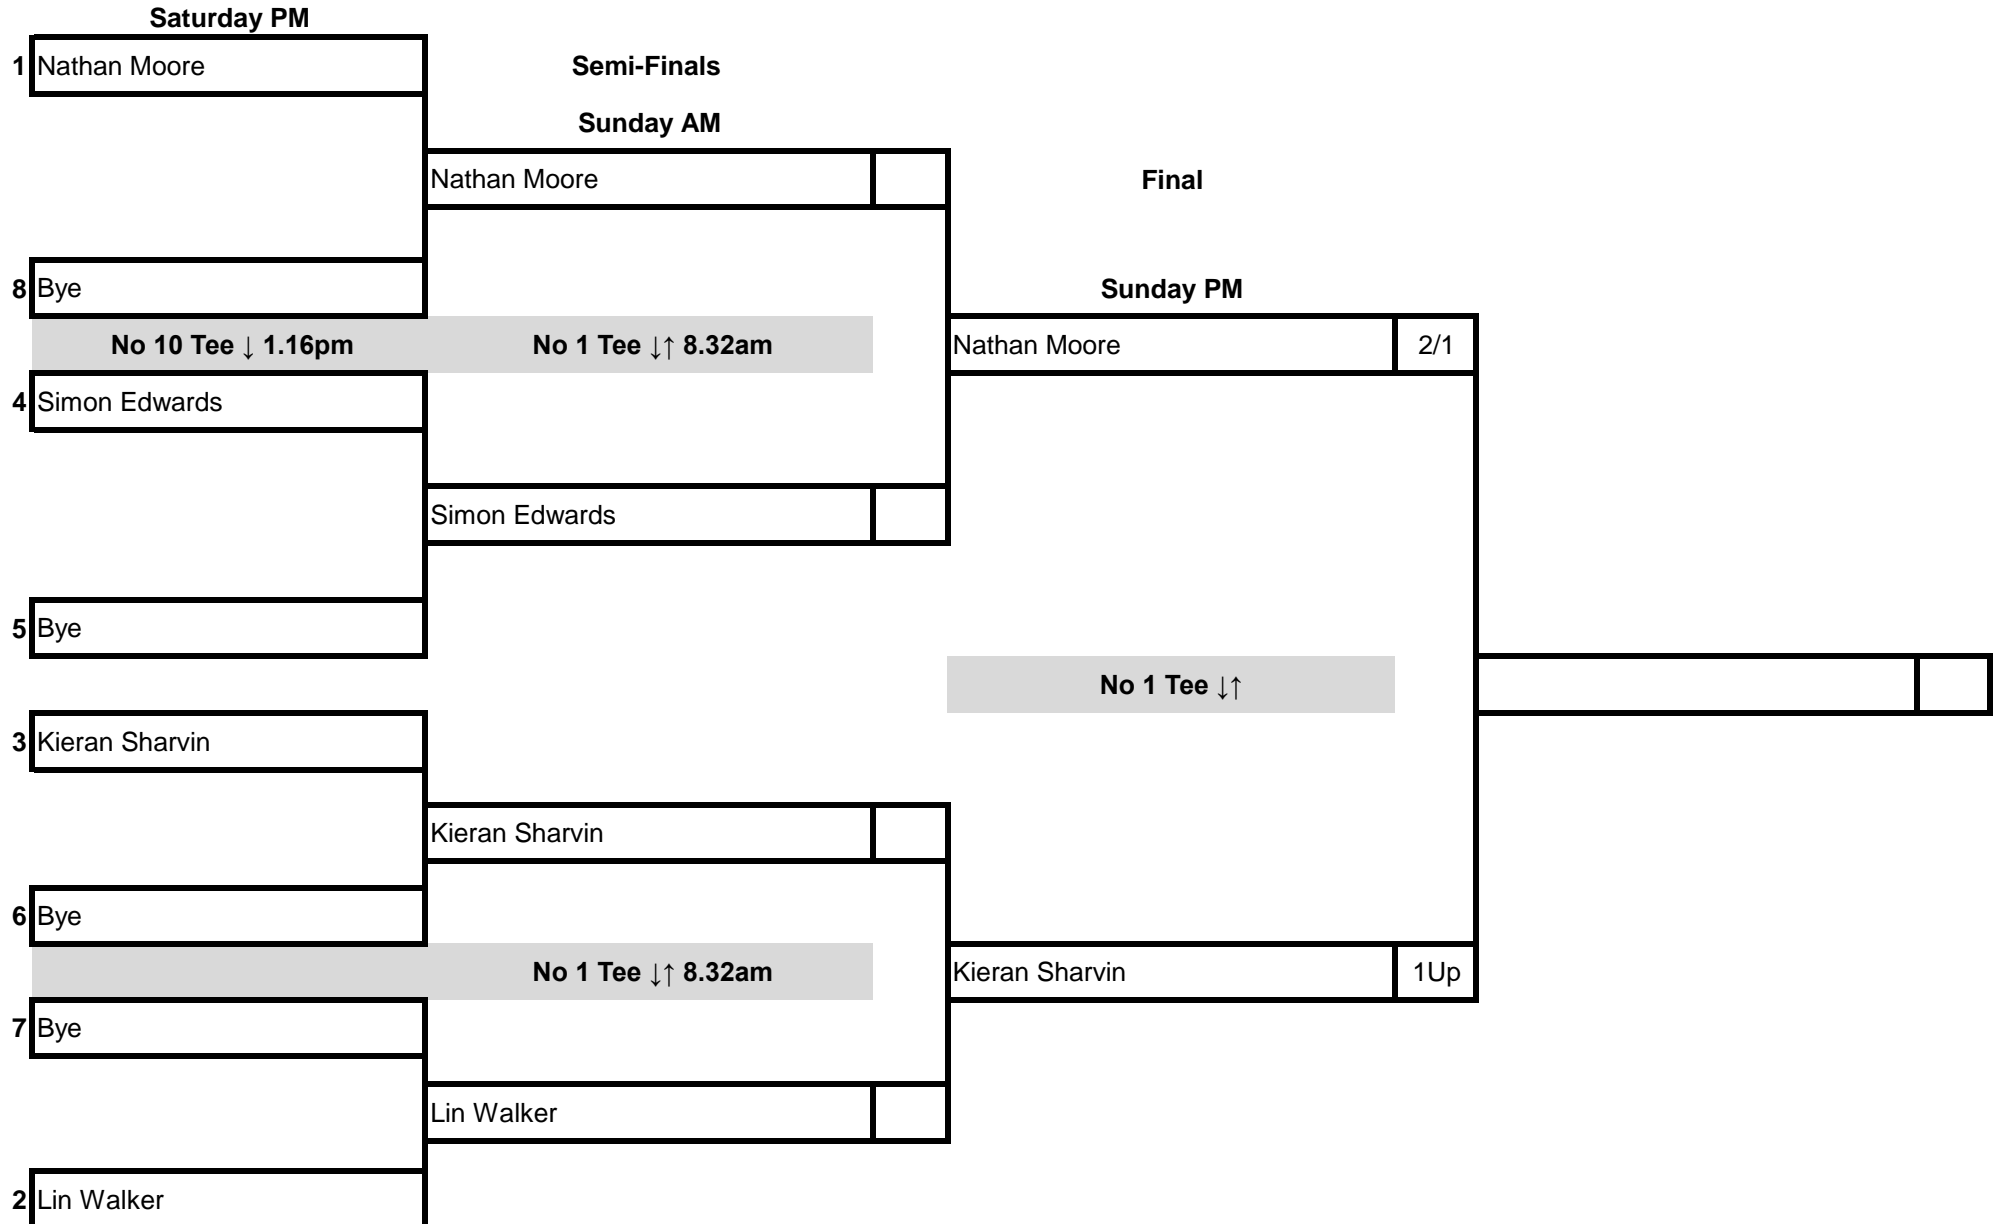 Saturday PM
1 Nathan Moore Semi-Finals
Sunday AM
Nathan Moore Final
8 Bye Sunday PM
No 10 Tee ↓ 1.16pm No 1 Tee ↓↑ 8.32am Nathan Moore 2/1
4 Simon Edwards
Simon Edwards
5 Bye
No 1 Tee ↓↑
3 Kieran Sharvin
Kieran Sharvin
6 Bye
No 1 Tee ↓↑ 8.32am Kieran Sharvin 1Up
7 Bye
Lin Walker
2 Lin Walker